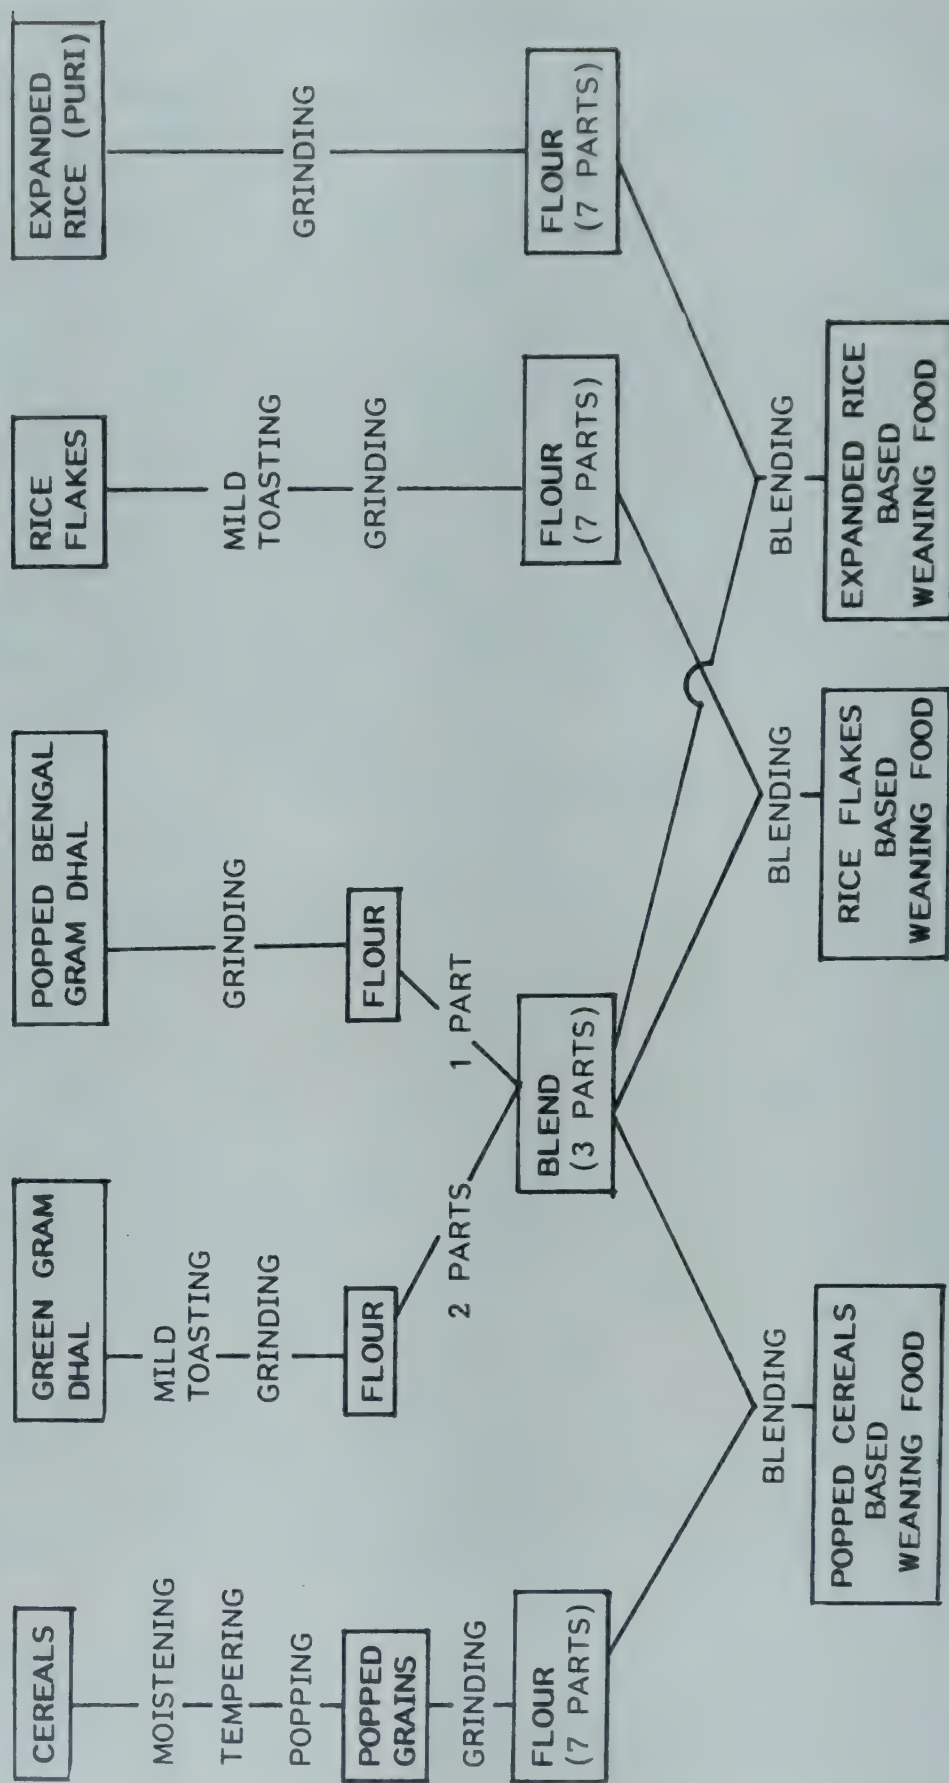 CEREALS
MOISTENING
TEMPERING
POPPING
POPPED
GRAINS
GRINDING
FLOUR
(7 PARTS)
GREEN GRAM
DHAL
MILD
TOASTING
GRINDING
FLOUR
2 PARTS
POPPED BENGAL
GRAM DHAL
GRINDING
FLOUR
1 PART
BLEND
(3 PARTS)
RICE
FLAKES
MILD
TOASTING
GRINDING
FLOUR
(7 PARTS)
EXPANDED
RICE (PURI)
GRINDING
FLOUR
(7 PARTS)
BLENDING
POPPED CEREALS
BASED
WEANING FOOD
BLENDING
RICE FLAKES
BASED
WEANING FOOD
BLENDING
EXPANDED RICE
BASED
WEANING FOOD